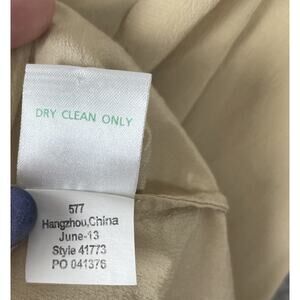 DRY CLEAN ONLY
577
Hangzhou,China
June-13
Style 41773
PO 041376